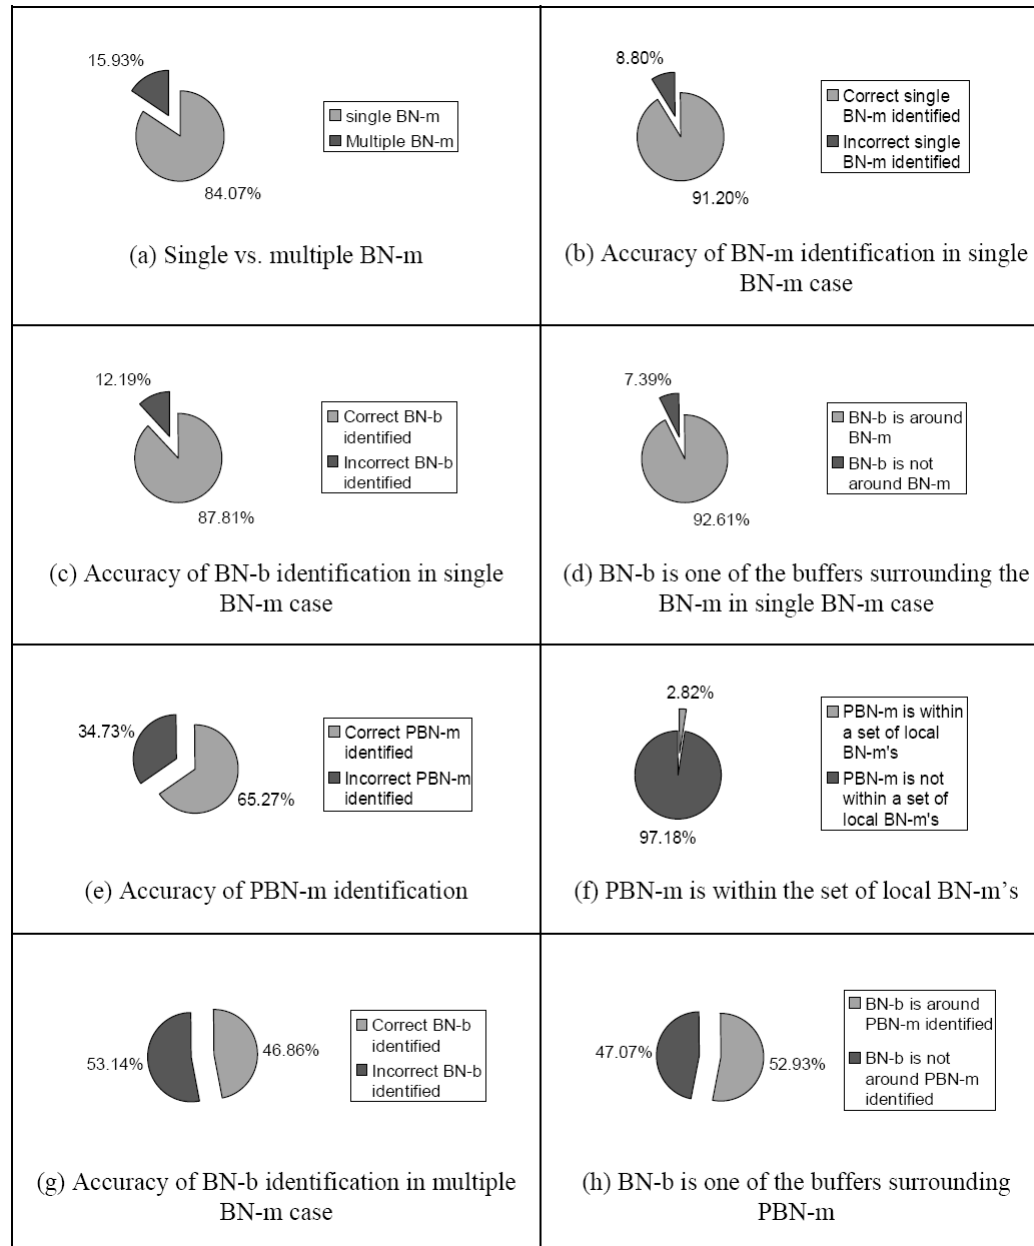 15.93%
single BN-m
Multiple BN-m
84.07%
(a) Single vs. multiple BN-m
8.80%
Correct single
BN-m identified
Incorrect single
BN-m identified
91.20%
(b) Accuracy of BN-m identification in single
BN-m case
12.19%
Correct BN-b
identified
Incorrect BN-b
identified
87.81%
(c) Accuracy of BN-b identification in single
BN-m case
7.39%
BN-b is around
BN-m
BN-b is not
around BN-m
92.61%
(d) BN-b is one of the buffers surrounding the
BN-m in single BN-m case
34.73%
Correct PBN-m
identified
Incorrect PBN-m
identified
65.27%
(e) Accuracy of PBN-m identification
2.82%
PBN-m is within
a set of local
BN-m's
PBN-m is not
within a set of
local BN-m's
97.18%
(f) PBN-m is within the set of local BN-m’s
Correct BN-b
identified
Incorrect BN-b
identified
53.14%
46.86%
(g) Accuracy of BN-b identification in multiple
BN-m case
BN-b is around
PBN-m identified
BN-b is not
around PBN-m
identified
47.07%
52.93%
(h) BN-b is one of the buffers surrounding
PBN-m